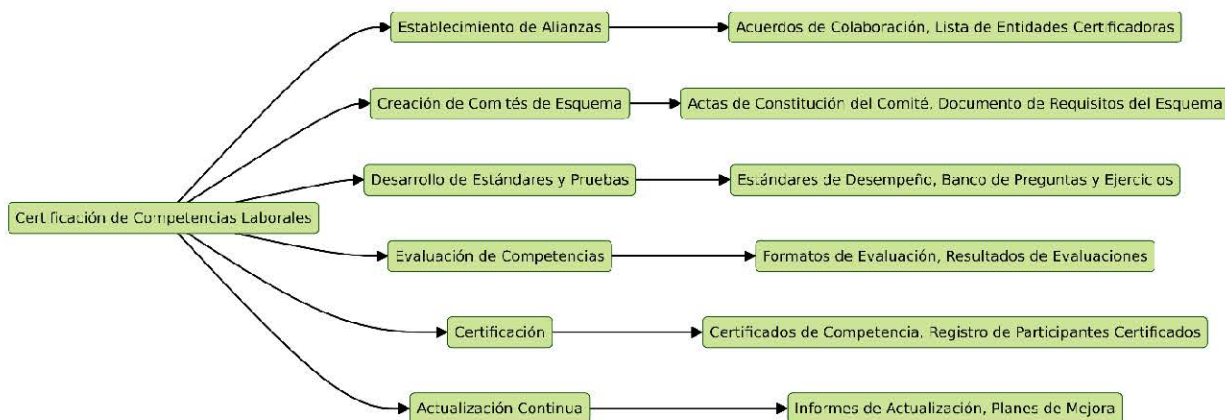 Establecimiento de Alianzas
Acuerdos de Colaboración, Lista de Entidades Certificadoras
Creación de Comités de Esquema
Actas de Constitución del Comité, Documento de Requisitos del Esquema
Desarrollo de Estándares y Pruebas
Estándares de Desempeño, Banco de Preguntas y Ejercicios
Certificación de Competencias Laborales
Evaluación de Competencias
Formatos de Evaluación, Resultados de Evaluaciones
Certificación
Certificados de Competencia, Registro de Participantes Certificados
Actualización Continua
Informes de Actualización, Planes de Mejora